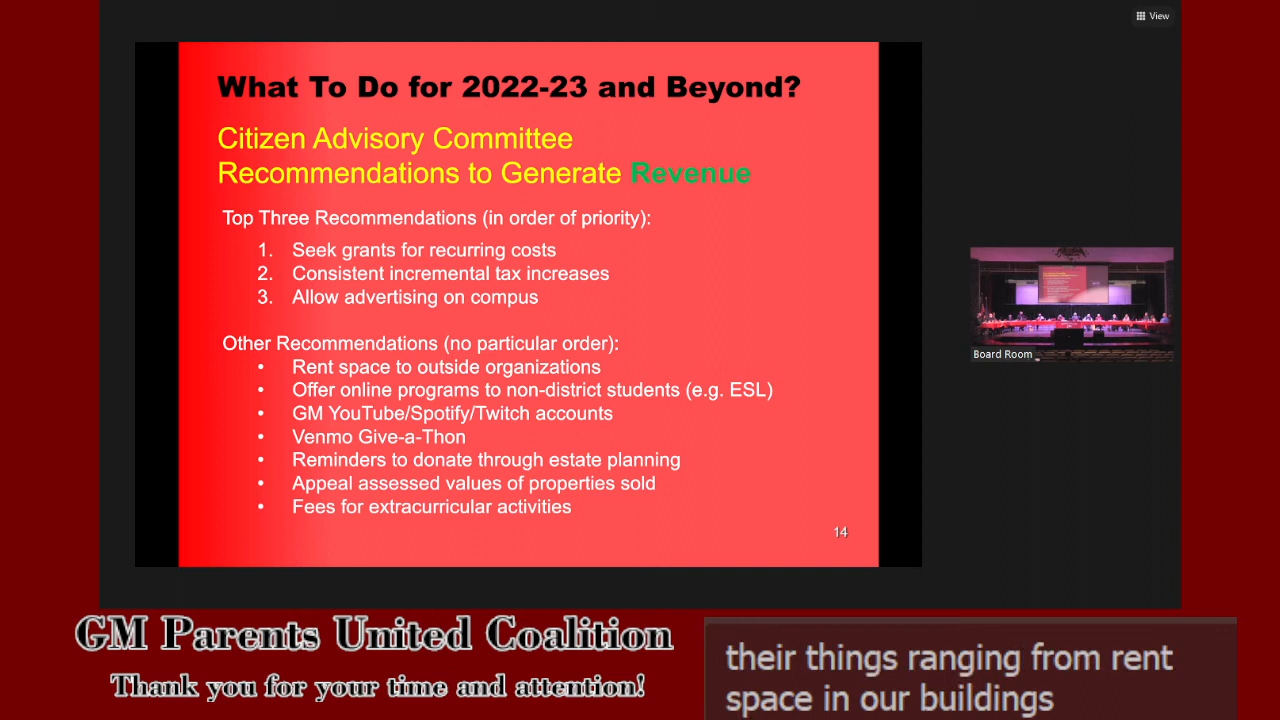 View
What To Do for 2022-23 and Beyond?
Citizen Advisory Committee
Recommendations to Generate Revenue
Top Three Recommendations (in order of priority):
1. Seek grants for recurring costs
2. Consistent incremental tax increases
3. Allow advertising on compus
Other Recommendations (no particular order):
• Rent space to outside organizations
• Offer online programs to non-district students (e.g. ESL)
• GM YouTube/Spotify/Twitch accounts
• Venmo Give-a-Thon
• Reminders to donate through estate planning
• Appeal assessed values of properties sold
• Fees for extracurricular activities
14
Board Room
GM Parents United Coalition
Thank you for your time and attention!
their things ranging from rent
space in our buildings